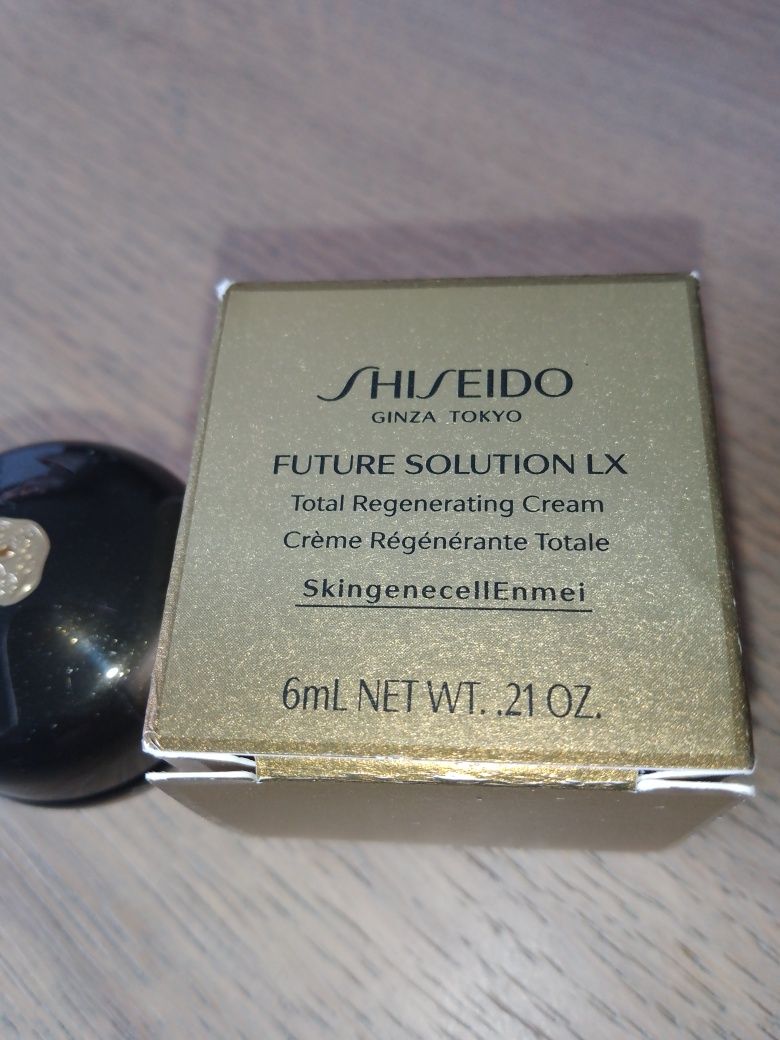 SHISEIDO
GINZA TOKYO
FUTURE SOLUTION LX
Total Regenerating Cream
Crème Régénérante Totale
SkingenecellEnmei
6mL NET WT. .21 OZ.